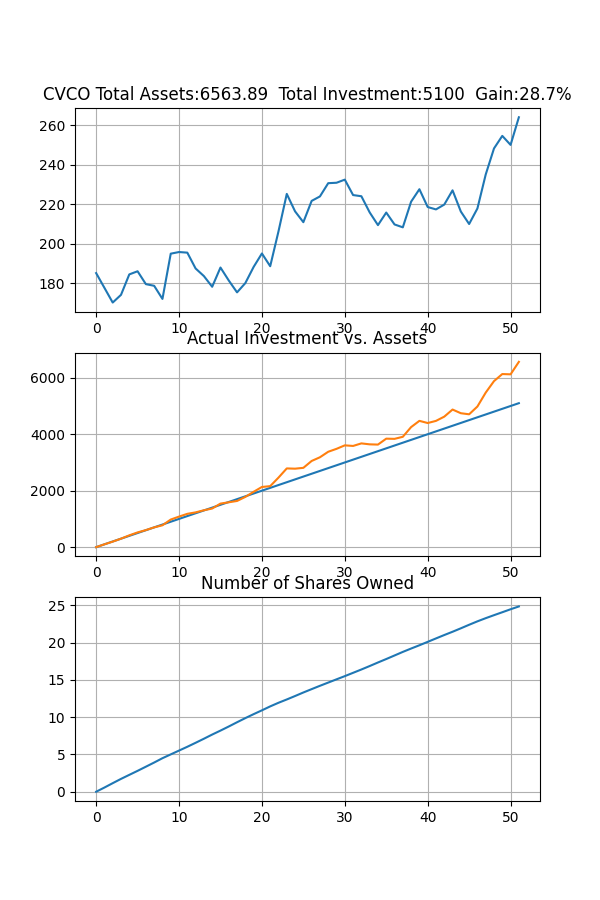 CVCO Total Assets:6563.89  Total Investment:5100  Gain:28.7%
260
240
220
200
180
0 10 20 30 40 50
Actual Investment vs. Assets
6000
4000
2000
0
0 10 20 30 40 50
Number of Shares Owned
25
20
15
10
5
0
0 10 20 30 40 50